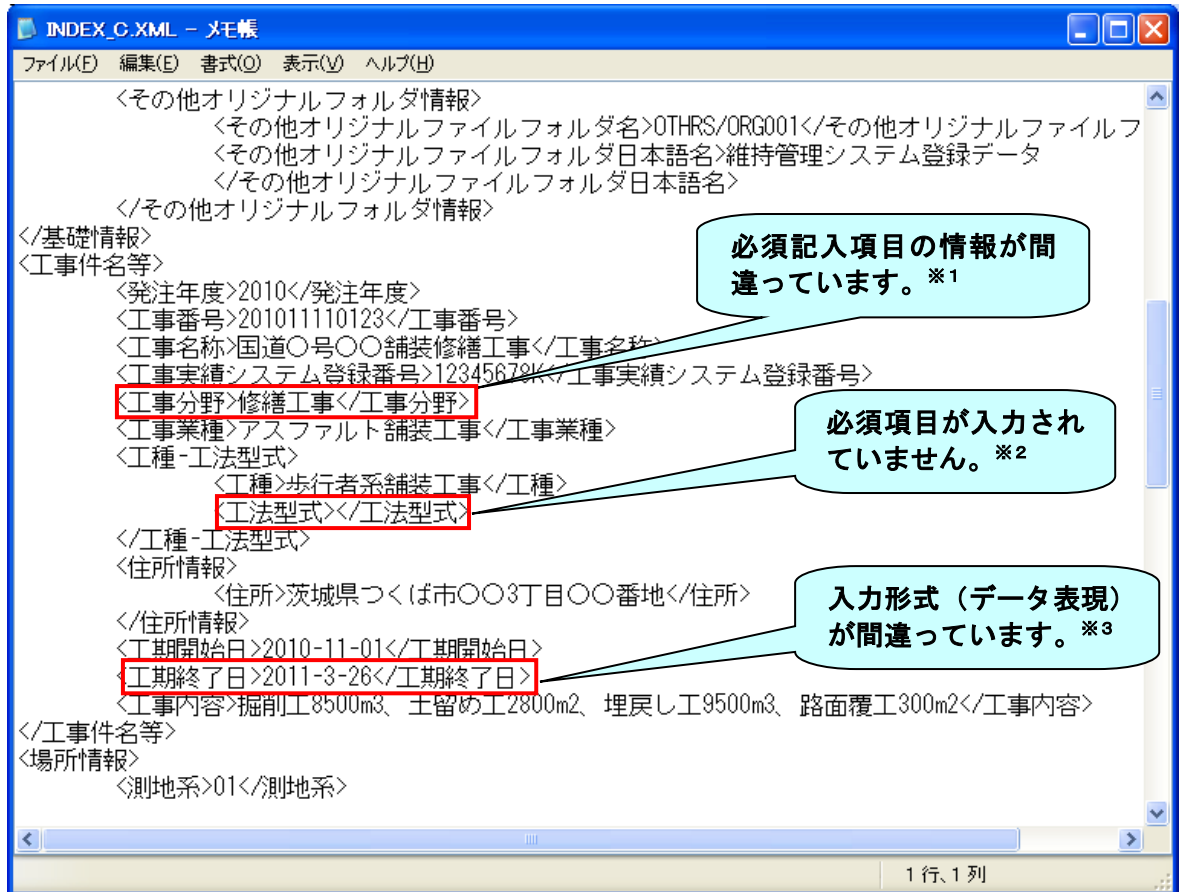 INDEX_C.XML - メモ帳
ファイル(F) 編集(E) 書式(O) 表示(V) ヘルプ(H)
<その他オリジナルフォルダ情報>
<その他オリジナルファイルフォルダ名>OTHRS/ORG001</その他オリジナルファイルフ
<その他オリジナルファイルフォルダ日本語名>維持管理システム登録データ
</その他オリジナルファイルフォルダ日本語名>
</その他オリジナルフォルダ情報>
</基礎情報>
<工事件名等>
<発注年度>2010</発注年度>
<工事番号>201011110123</工事番号>
<工事名称>国道〇号〇〇舗装修繕工事</工事名称>
<工事実績システム登録番号>12345678K</工事実績システム登録番号>
<工事分野>修繕工事</工事分野>
<工事業種>アスファルト舗装工事</工事業種>
<工種-工法型式>
<工種>歩行者系舗装工事</工種>
<工法型式></工法型式>
</工種-工法型式>
<住所情報>
<住所>茨城県つくば市〇〇3丁目〇〇番地</住所>
</住所情報>
<工期開始日>2010-11-01</工期開始日>
<工期終了日>2011-3-26</工期終了日>
<工事内容>掘削工8500m3、土留め工2800m2、埋戻し工9500m3、路面覆工300m2</工事内容>
</工事件名等>
<場所情報>
<測地系>01</測地系>
必須記入項目の情報が間
違っています。※1
必須項目が入力され
ていません。※2
入力形式（データ表現）
が間違っています。※3
1行、1列